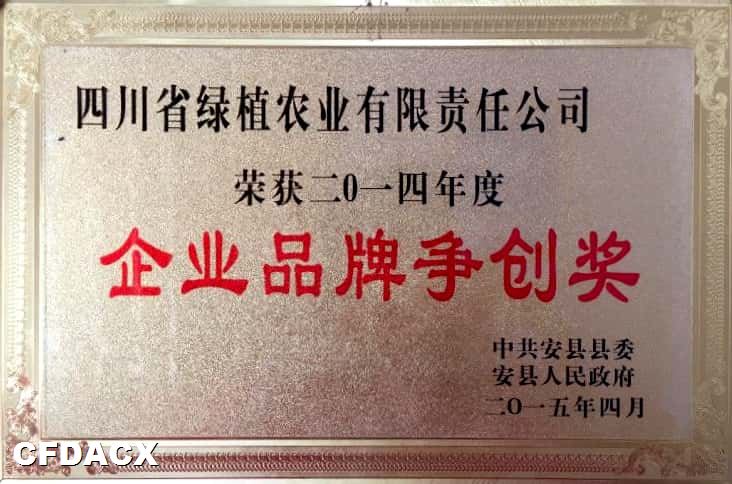 四川省绿植农业有限责任公司
荣获二0一四年度
企业品牌争创奖
中共安县县委
安县人民政府
二O一五年四月
CFDACX